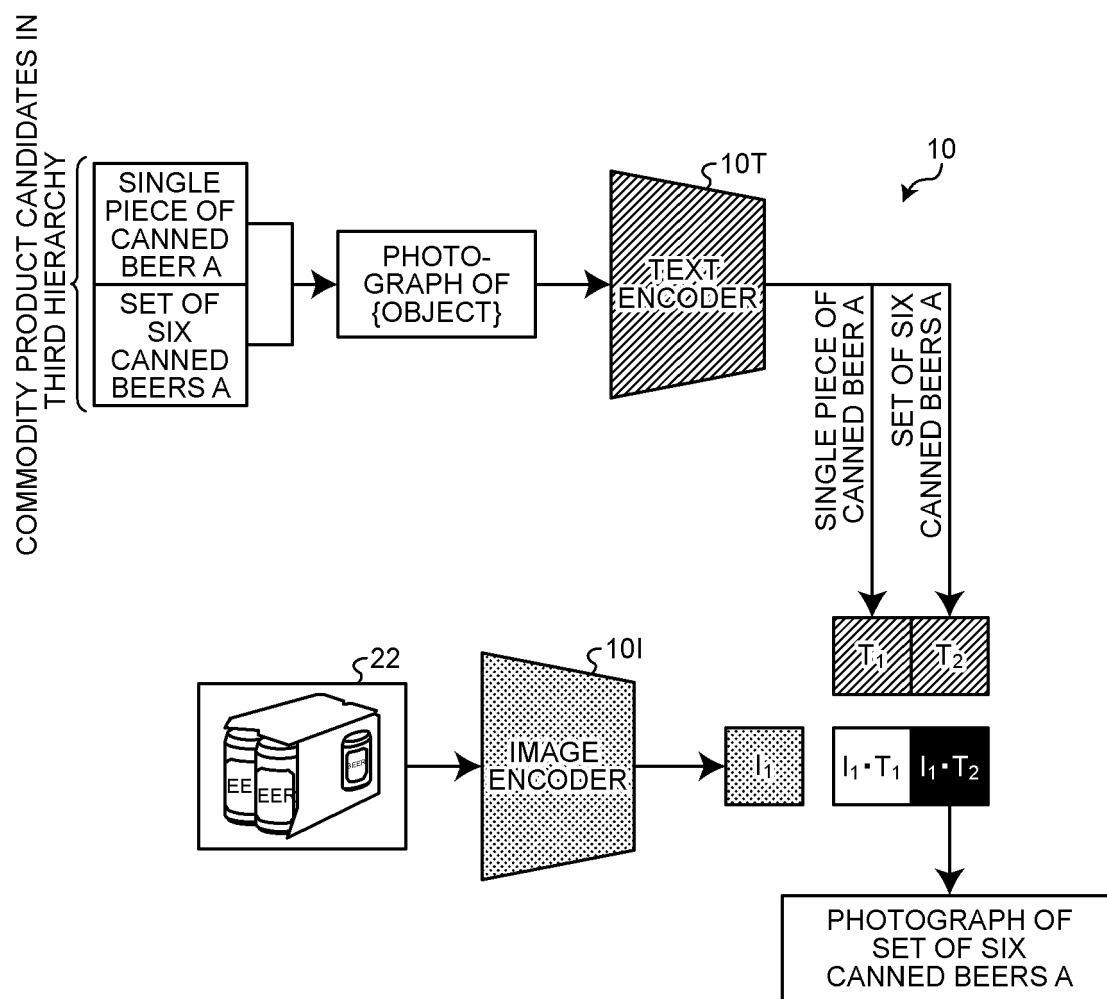 COMMODITY PRODUCT CANDIDATES IN
THIRD HIERARCHY
SINGLE
PIECE OF
CANNED
BEER A
SET OF
SIX
CANNED
BEERS A
PHOTO-
GRAPH OF
{OBJECT}
10T
TEXT
ENCODER
10
SINGLE PIECE OF
CANNED BEER A
SET OF SIX
CANNED BEERS A
T₁
T₂
22
EE
EER
BEER
10I
IMAGE
ENCODER
I₁
I₁·T₁
I₁·T₂
PHOTOGRAPH OF
SET OF SIX
CANNED BEERS A